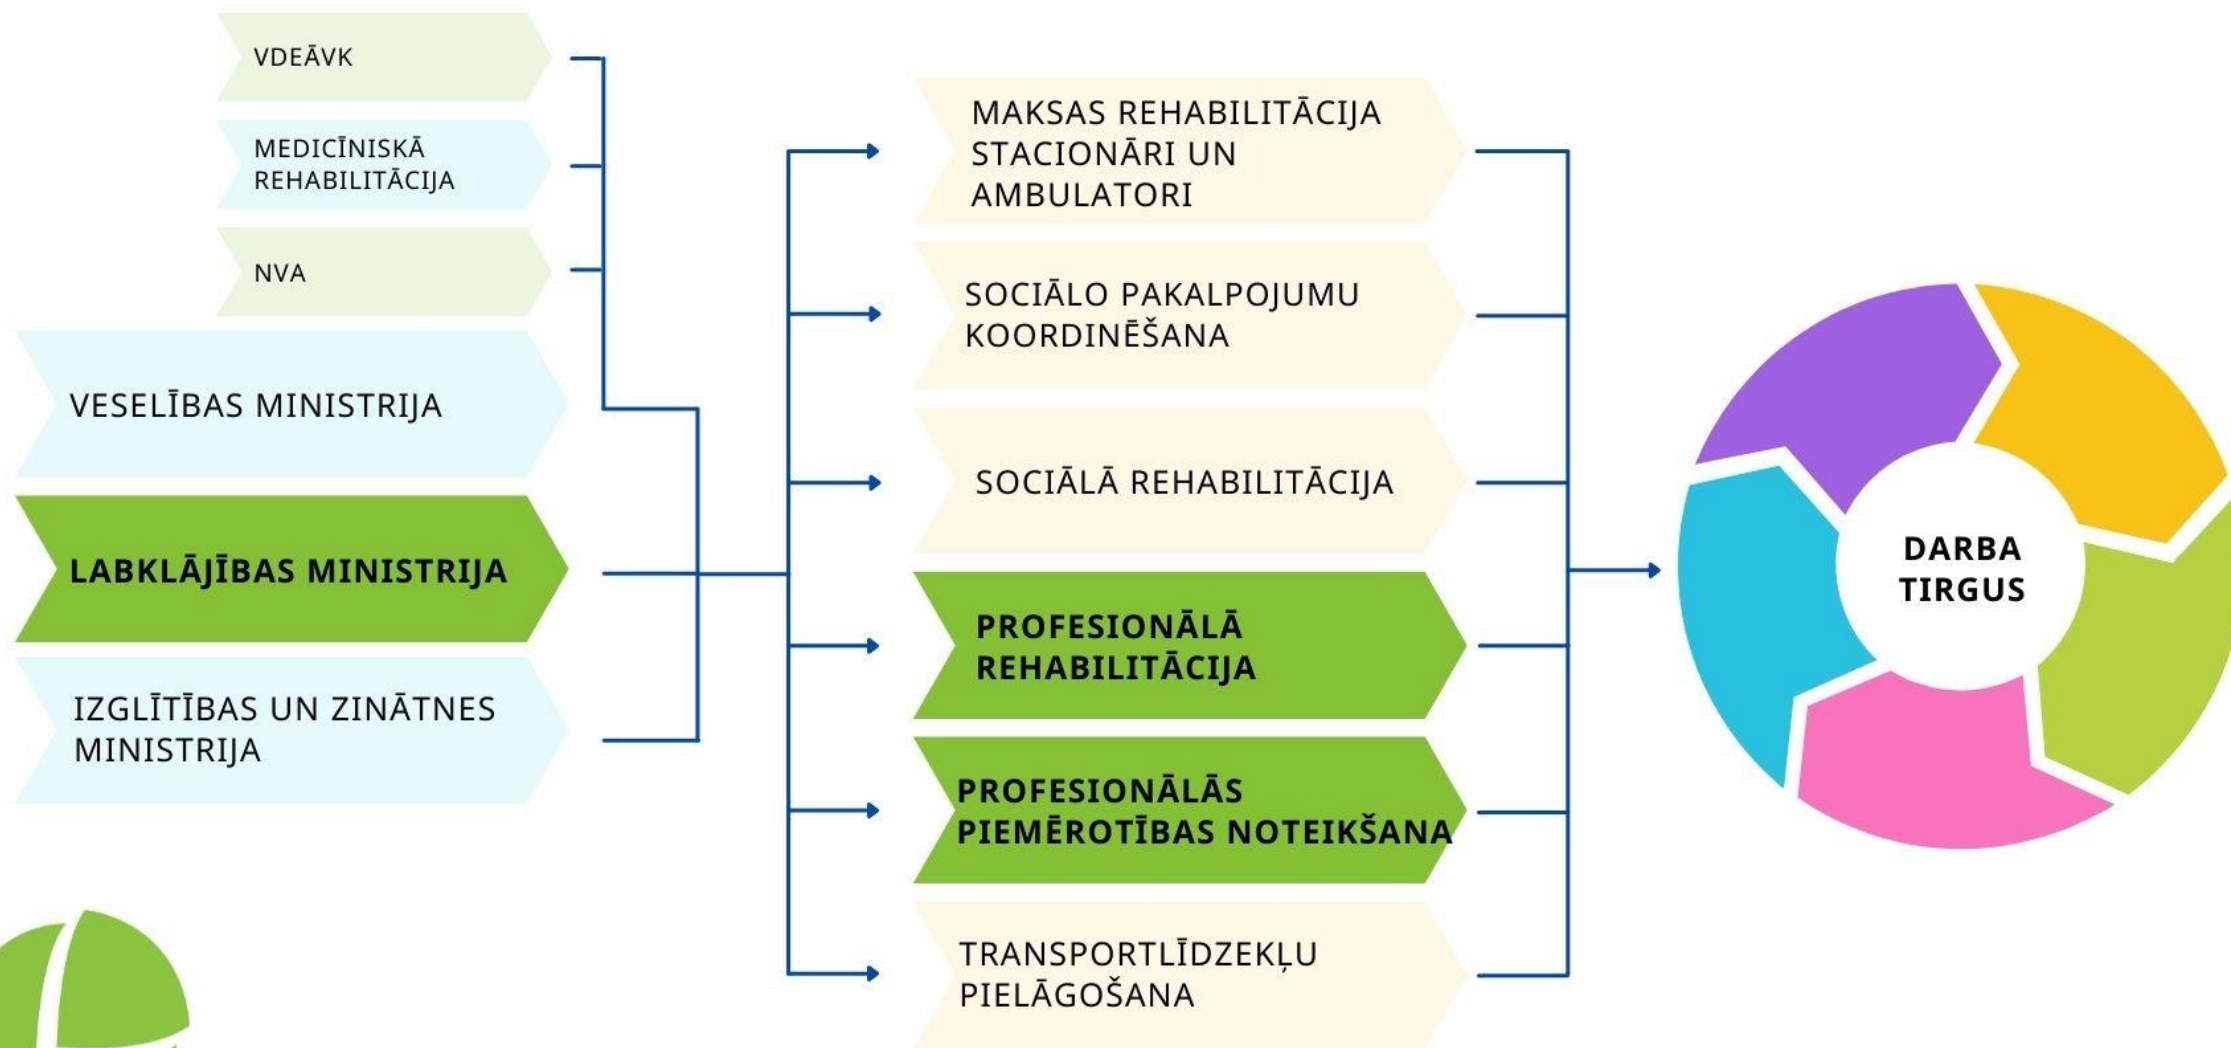 VDEĀVK
MEDICĪNISKĀ
REHABILITĀCIJA
NVA
VESELĪBAS MINISTRIJA
LABKLĀJĪBAS MINISTRIJA
IZGLĪTĪBAS UN ZINĀTNES
MINISTRIJA
MAKSAS REHABILITĀCIJA
STACIONĀRI UN
AMBULATORI
SOCIĀLO PAKALPOJUMU
KOORDINĒŠANA
SOCIĀLĀ REHABILITĀCIJA
PROFESIONĀLĀ
REHABILITĀCIJA
PROFESIONĀLĀS
PIEMĒROTĪBAS NOTEIKŠANA
TRANSPORTLĪDZEKĻU
PIELĀGOŠANA
DARBA
TIRGUS